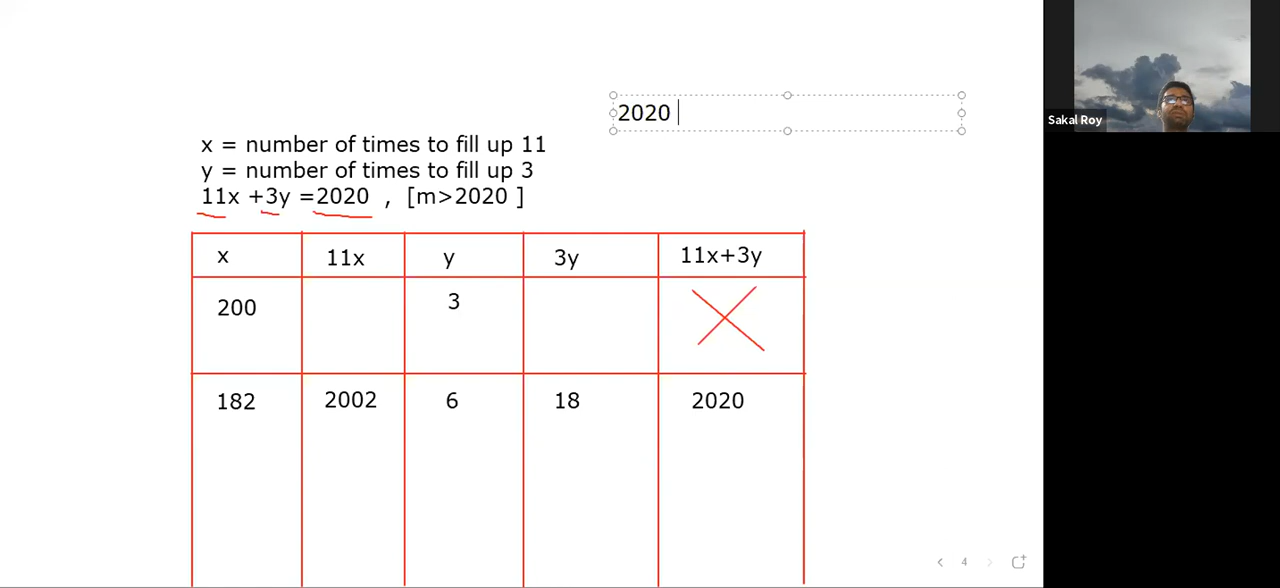 2020
x = number of times to fill up 11
y = number of times to fill up 3
11x +3y =2020 , [m>2020 ]
x 11x y 3y 11x+3y
200 3
182 2002 6 18 2020
Sakal Roy
4